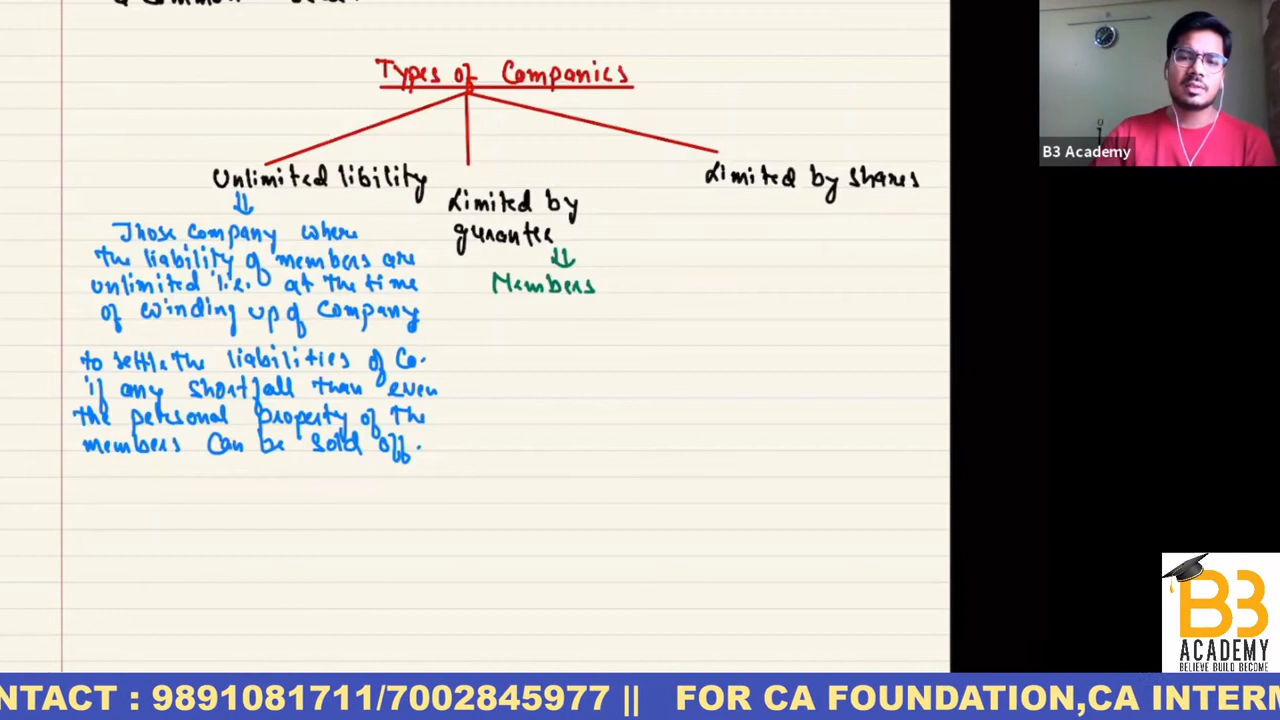 Types of Companies
Unlimited libility
Limited by
gurantee
Limited by shares
Those company where
the liability of members are
unlimited i.e. at the time
of winding up of company
to settle the liabilities of Co.
if any shortfall than even
the personal property of the
members can be sold off.
Members
B3 Academy
B3
ACADEMY
BELIEVE BUILD BECOME
NTACT : 9891081711/7002845977 || FOR CA FOUNDATION,CA INTERM